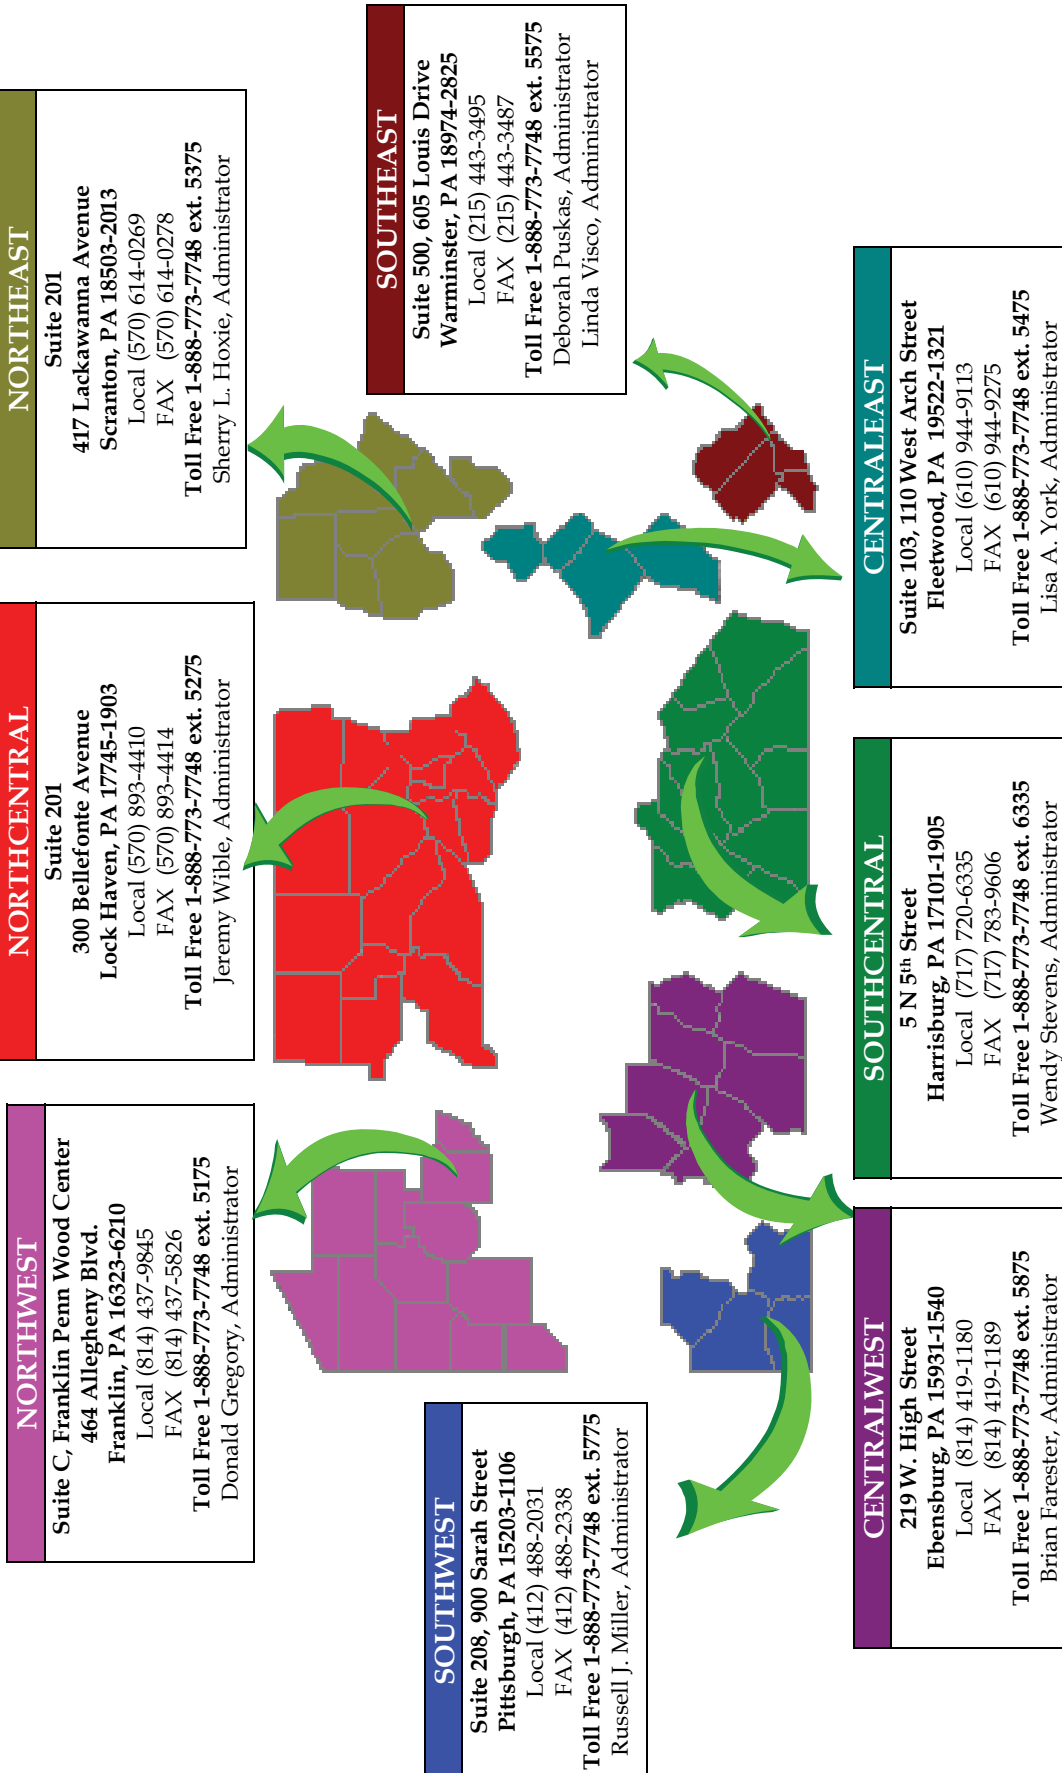 NORTHWEST
Suite C, Franklin Penn Wood Center
464 Allegheny Blvd.
Franklin, PA 16323-6210
Local (814) 437-9845
FAX (814) 437-5826
Toll Free 1-888-773-7748 ext. 5175
Donald Gregory, Administrator
NORTHCENTRAL
Suite 201
300 Bellefonte Avenue
Lock Haven, PA 17745-1903
Local (570) 893-4410
FAX (570) 893-4414
Toll Free 1-888-773-7748 ext. 5275
Jeremy Wible, Administrator
NORTHEAST
Suite 201
417 Lackawanna Avenue
Scranton, PA 18503-2013
Local (570) 614-0269
FAX (570) 614-0278
Toll Free 1-888-773-7748 ext. 5375
Sherry L. Hoxie, Administrator
SOUTHWEST
Suite 208, 900 Sarah Street
Pittsburgh, PA 15203-1106
Local (412) 488-2031
FAX (412) 488-2338
Toll Free 1-888-773-7748 ext. 5775
Russell J. Miller, Administrator
SOUTHEAST
Suite 500, 605 Louis Drive
Warminster, PA 18974-2825
Local (215) 443-3495
FAX (215) 443-3487
Toll Free 1-888-773-7748 ext. 5575
Deborah Puskas, Administrator
Linda Visco, Administrator
CENTRALWEST
219 W. High Street
Ebensburg, PA 15931-1540
Local (814) 419-1180
FAX (814) 419-1189
Toll Free 1-888-773-7748 ext. 5875
Brian Farester, Administrator
SOUTHCENTRAL
5 N 5th Street
Harrisburg, PA 17101-1905
Local (717) 720-6335
FAX (717) 783-9606
Toll Free 1-888-773-7748 ext. 6335
Wendy Stevens, Administrator
CENTRALEAST
Suite 103, 110 West Arch Street
Fleetwood, PA 19522-1321
Local (610) 944-9113
FAX (610) 944-9275
Toll Free 1-888-773-7748 ext. 5475
Lisa A. York, Administrator